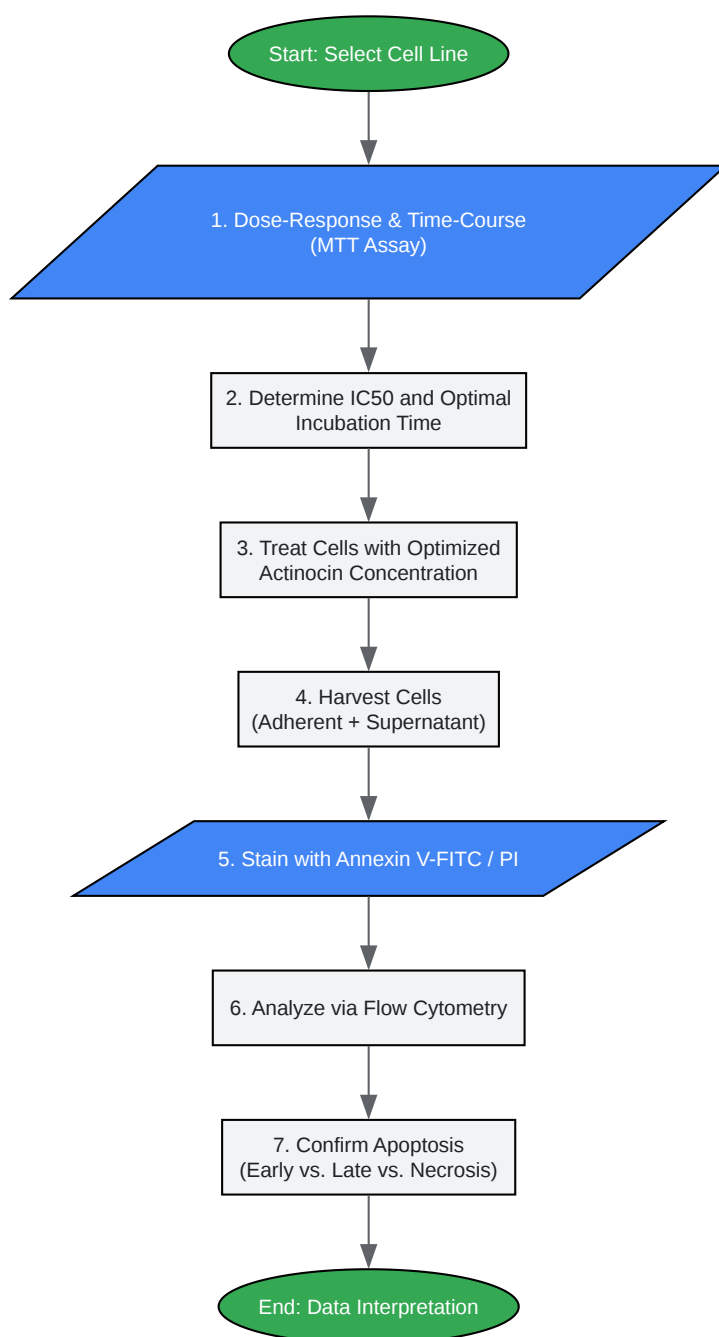 Start: Select Cell Line
1. Dose-Response & Time-Course
(MTT Assay)
2. Determine IC50 and Optimal
Incubation Time
3. Treat Cells with Optimized
Actinocin Concentration
4. Harvest Cells
(Adherent + Supernatant)
5. Stain with Annexin V-FITC / PI
6. Analyze via Flow Cytometry
7. Confirm Apoptosis
(Early vs. Late vs. Necrosis)
End: Data Interpretation